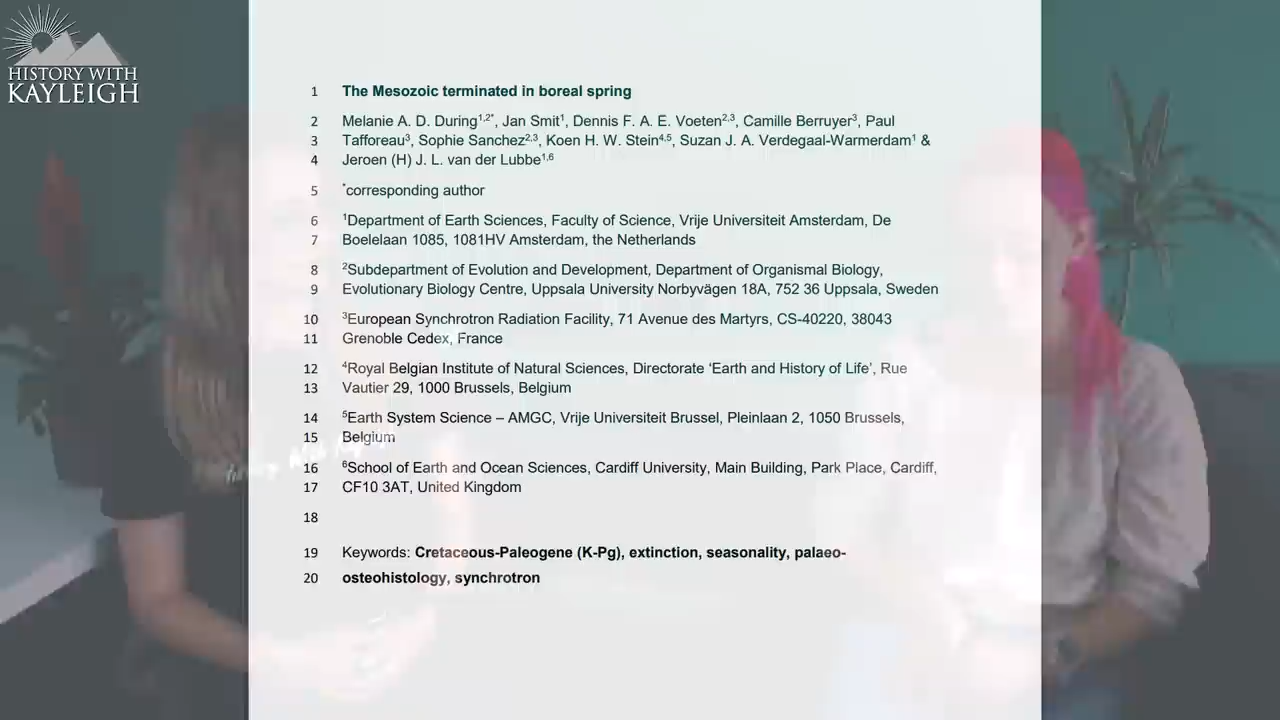 HISTORY WITH
KAYLEIGH
1 The Mesozoic terminated in boreal spring
2 Melanie A. D. During1,2*, Jan Smit1, Dennis F. A. E. Voeten2,3, Camille Berruyer3, Paul
3 Tafforeau3, Sophie Sanchez2,3, Koen H. W. Stein4,5, Suzan J. A. Verdegaal-Warmerdam1 &
4 Jeroen (H) J. L. van der Lubbe1,6
5 *corresponding author
6 1Department of Earth Sciences, Faculty of Science, Vrije Universiteit Amsterdam, De
7 Boelelaan 1085, 1081HV Amsterdam, the Netherlands
8 2Subdepartment of Evolution and Development, Department of Organismal Biology,
9 Evolutionary Biology Centre, Uppsala University Norbyvägen 18A, 752 36 Uppsala, Sweden
10 3European Synchrotron Radiation Facility, 71 Avenue des Martyrs, CS-40220, 38043
11 Grenoble Cedex, France
12 4Royal Belgian Institute of Natural Sciences, Directorate ‘Earth and History of Life’, Rue
13 Vautier 29, 1000 Brussels, Belgium
14 5Earth System Science – AMGC, Vrije Universiteit Brussel, Pleinlaan 2, 1050 Brussels,
15 Belgium
16 6School of Earth and Ocean Sciences, Cardiff University, Main Building, Park Place, Cardiff,
17 CF10 3AT, United Kingdom
18
19 Keywords: Cretaceous-Paleogene (K-Pg), extinction, seasonality, palaeo-
20 osteohistology, synchrotron